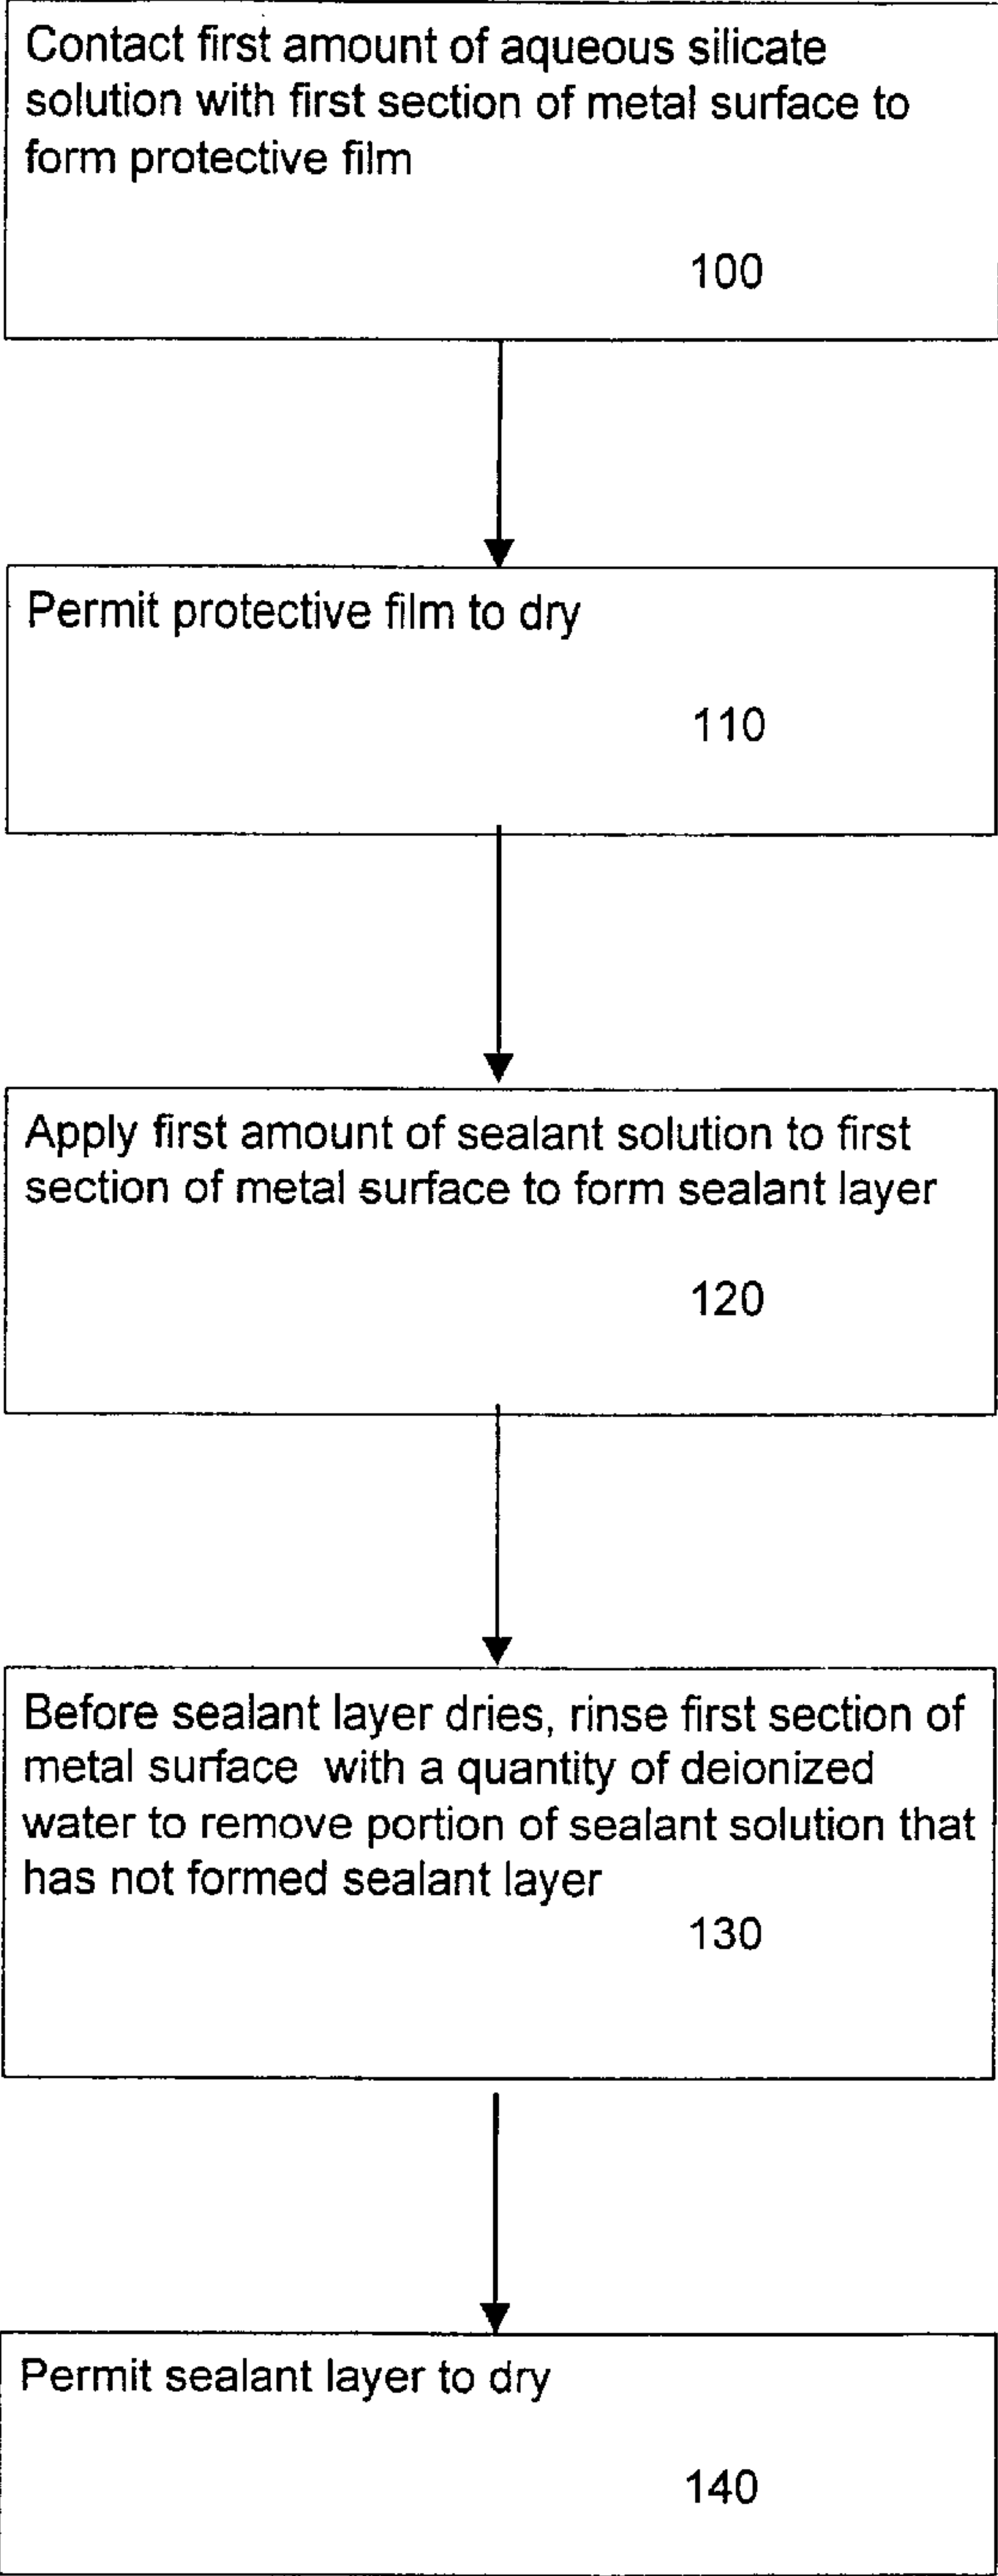 Contact first amount of aqueous silicate
solution with first section of metal surface to
form protective film
100
Permit protective film to dry
110
Apply first amount of sealant solution to first
section of metal surface to form sealant layer
120
Before sealant layer dries, rinse first section of
metal surface with a quantity of deionized
water to remove portion of sealant solution that
has not formed sealant layer
130
Permit sealant layer to dry
140